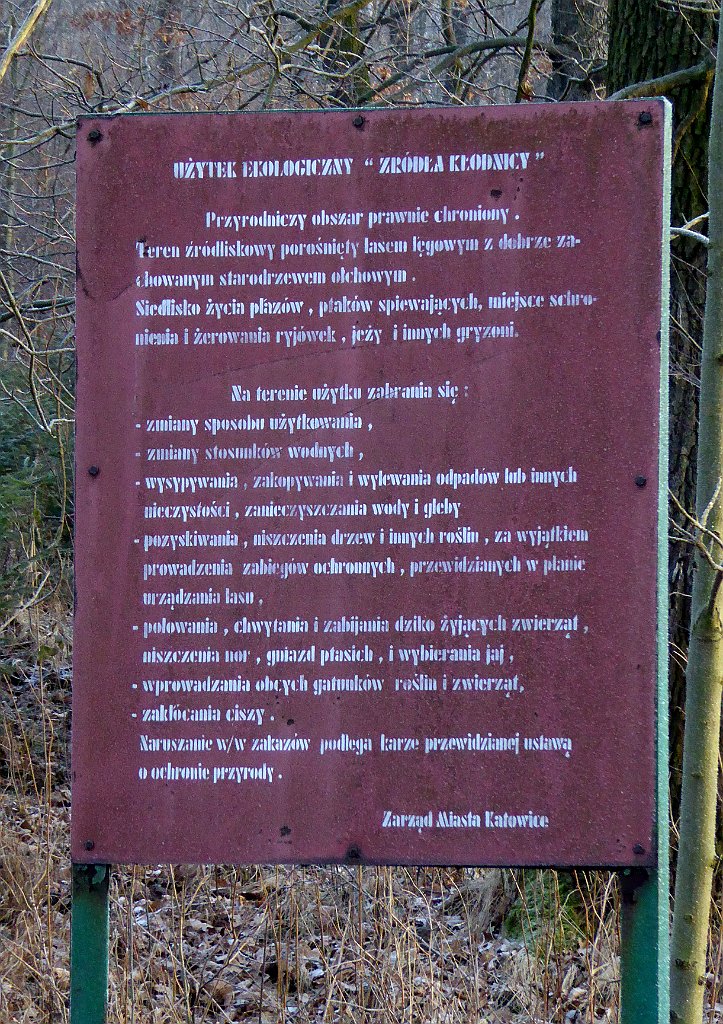 UŻYTEK EKOLOGICZNY “ ZRÓDŁA KŁODNICY ”
Przyrodniczy obszar prawnie chroniony .
Teren źródliskowy porośnięty lasem łęgowym z dobrze za-
chowanym starodrzewem olchowym .
Siedlisko życia płazów , ptaków spiewających, miejsce schro-
nienia i żerowania ryjówek , jeży i innych gryzoni.
Na terenie użytku zabrania się :
- zmiany sposobu użytkowania ,
- zmiany stosunków wodnych ,
- wysypywania , zakopywania i wylewania odpadów lub innych
nieczystości , zanieczyszczania wody i gleby
- pozyskiwania , niszczenia drzew i innych roślin , za wyjątkiem
prowadzenia zabiegów ochronnych , przewidzianych w planie
urządzania lasu ,
- polowania , chwytania i zabijania dziko żyjących zwierząt ,
niszczenia nor , gniazd ptasich , i wybierania jaj ,
- wprowadzania obcych gatunków roślin i zwierząt,
- zakłócania ciszy .
Naruszanie w/w zakazów podlega karze przewidzianej ustawą
o ochronie przyrody .
Zarząd Miasta Katowice